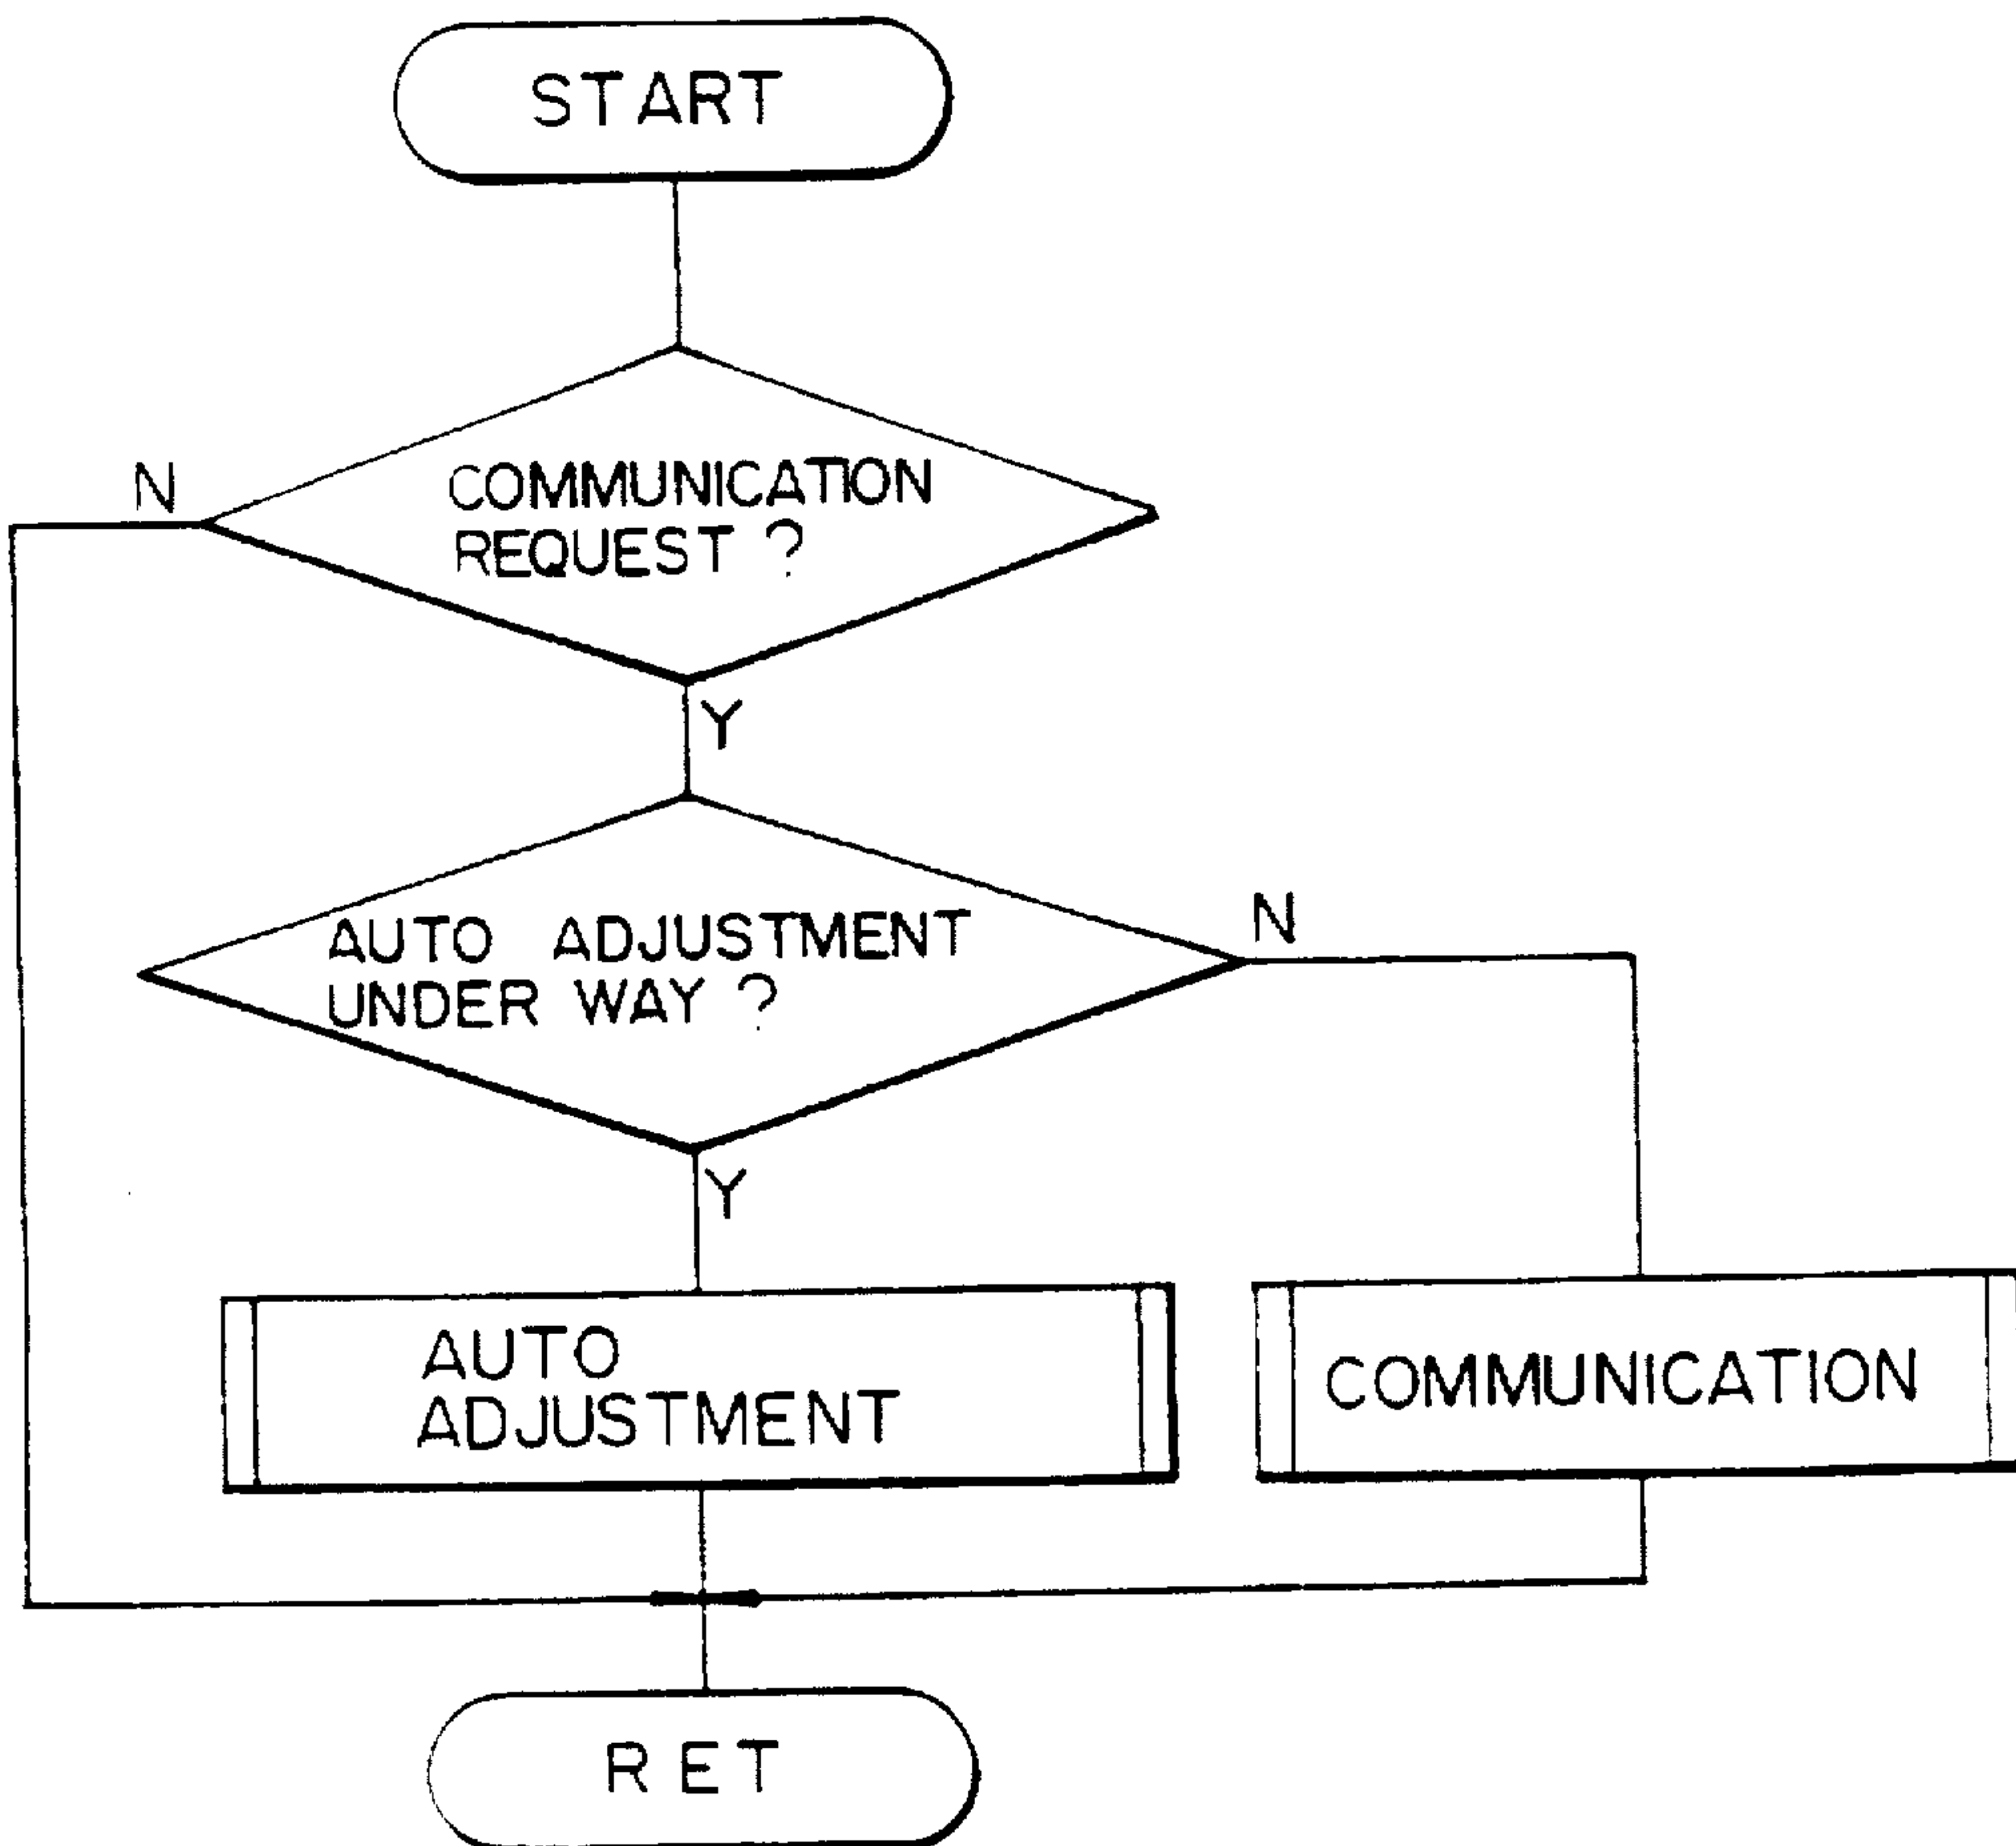 START
N
COMMUNICATION
REQUEST ?
Y
AUTO ADJUSTMENT
UNDER WAY ?
N
Y
AUTO
ADJUSTMENT
COMMUNICATION
RET